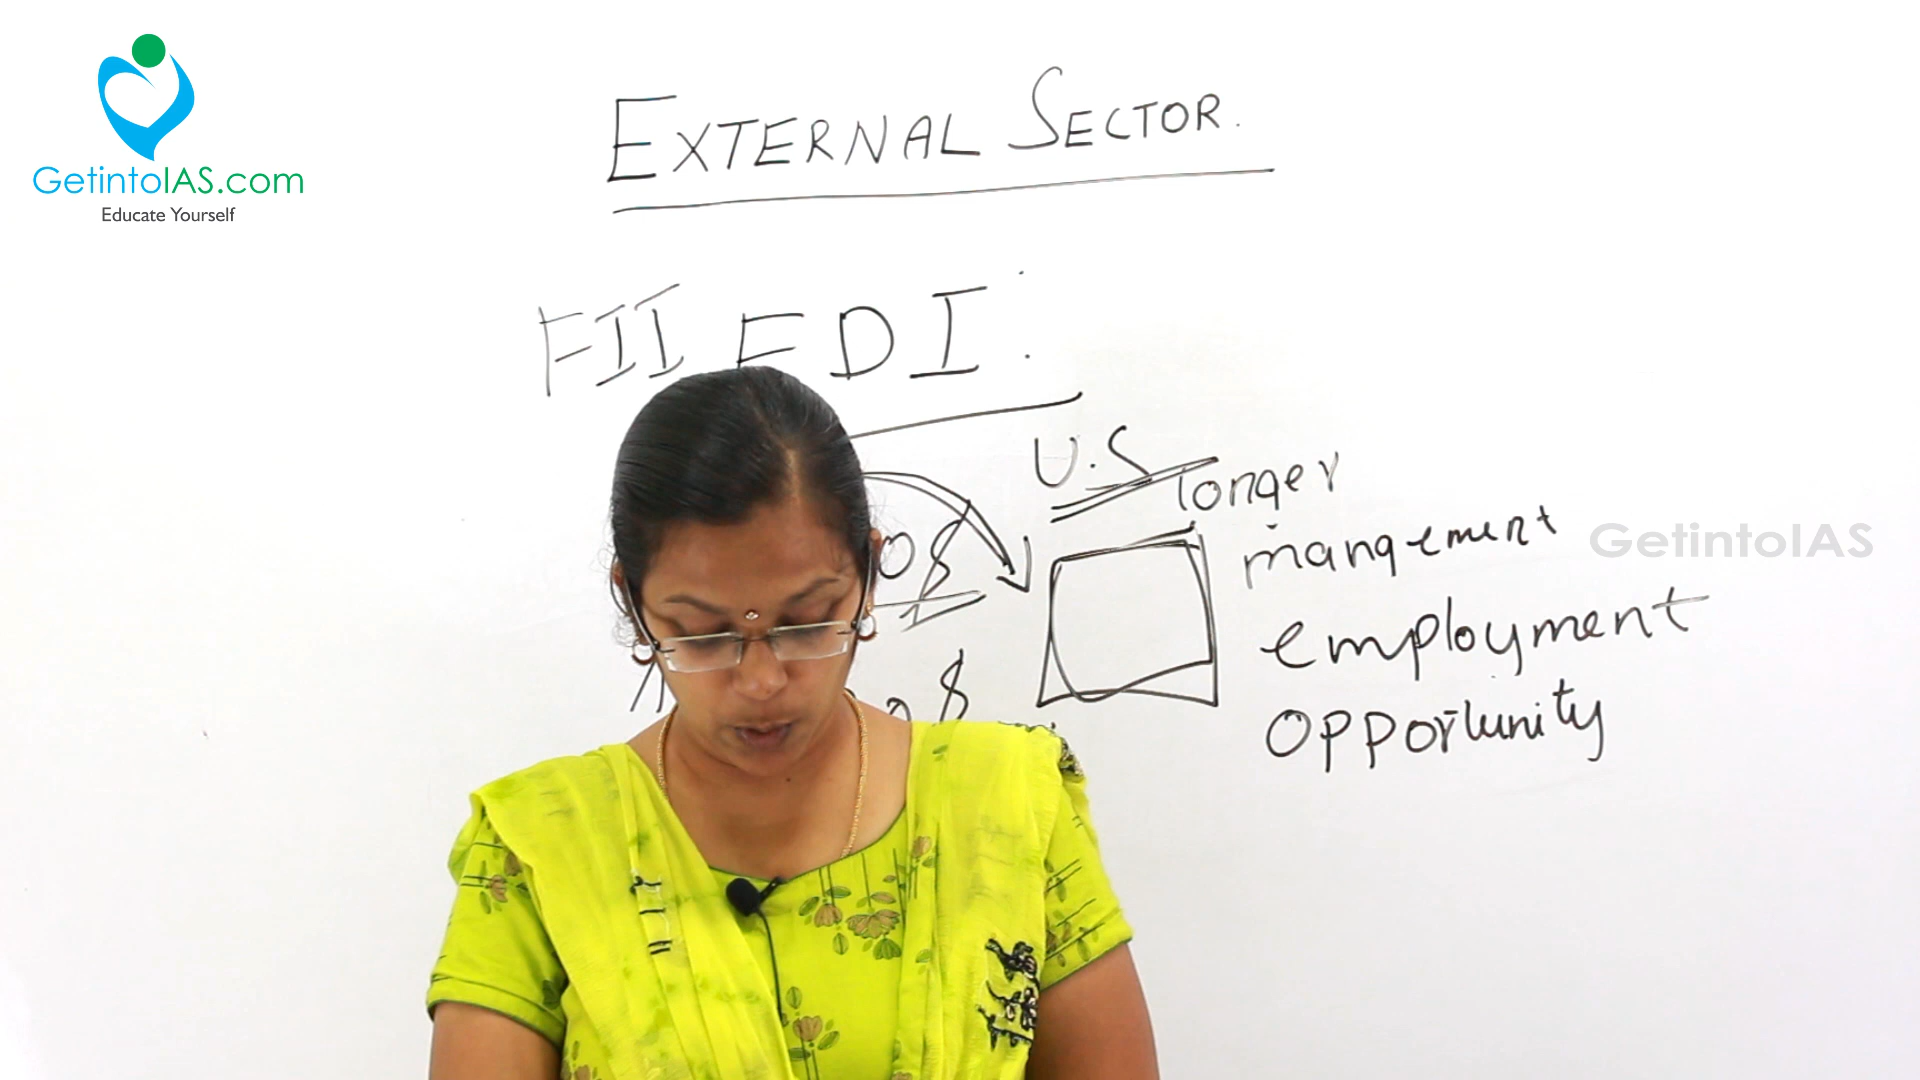 GetintoIAS.com
Educate Yourself
EXTERNAL SECTOR.
FII FDI :
U.S
longer
mangement
GetintoIAS
employment
opportunity